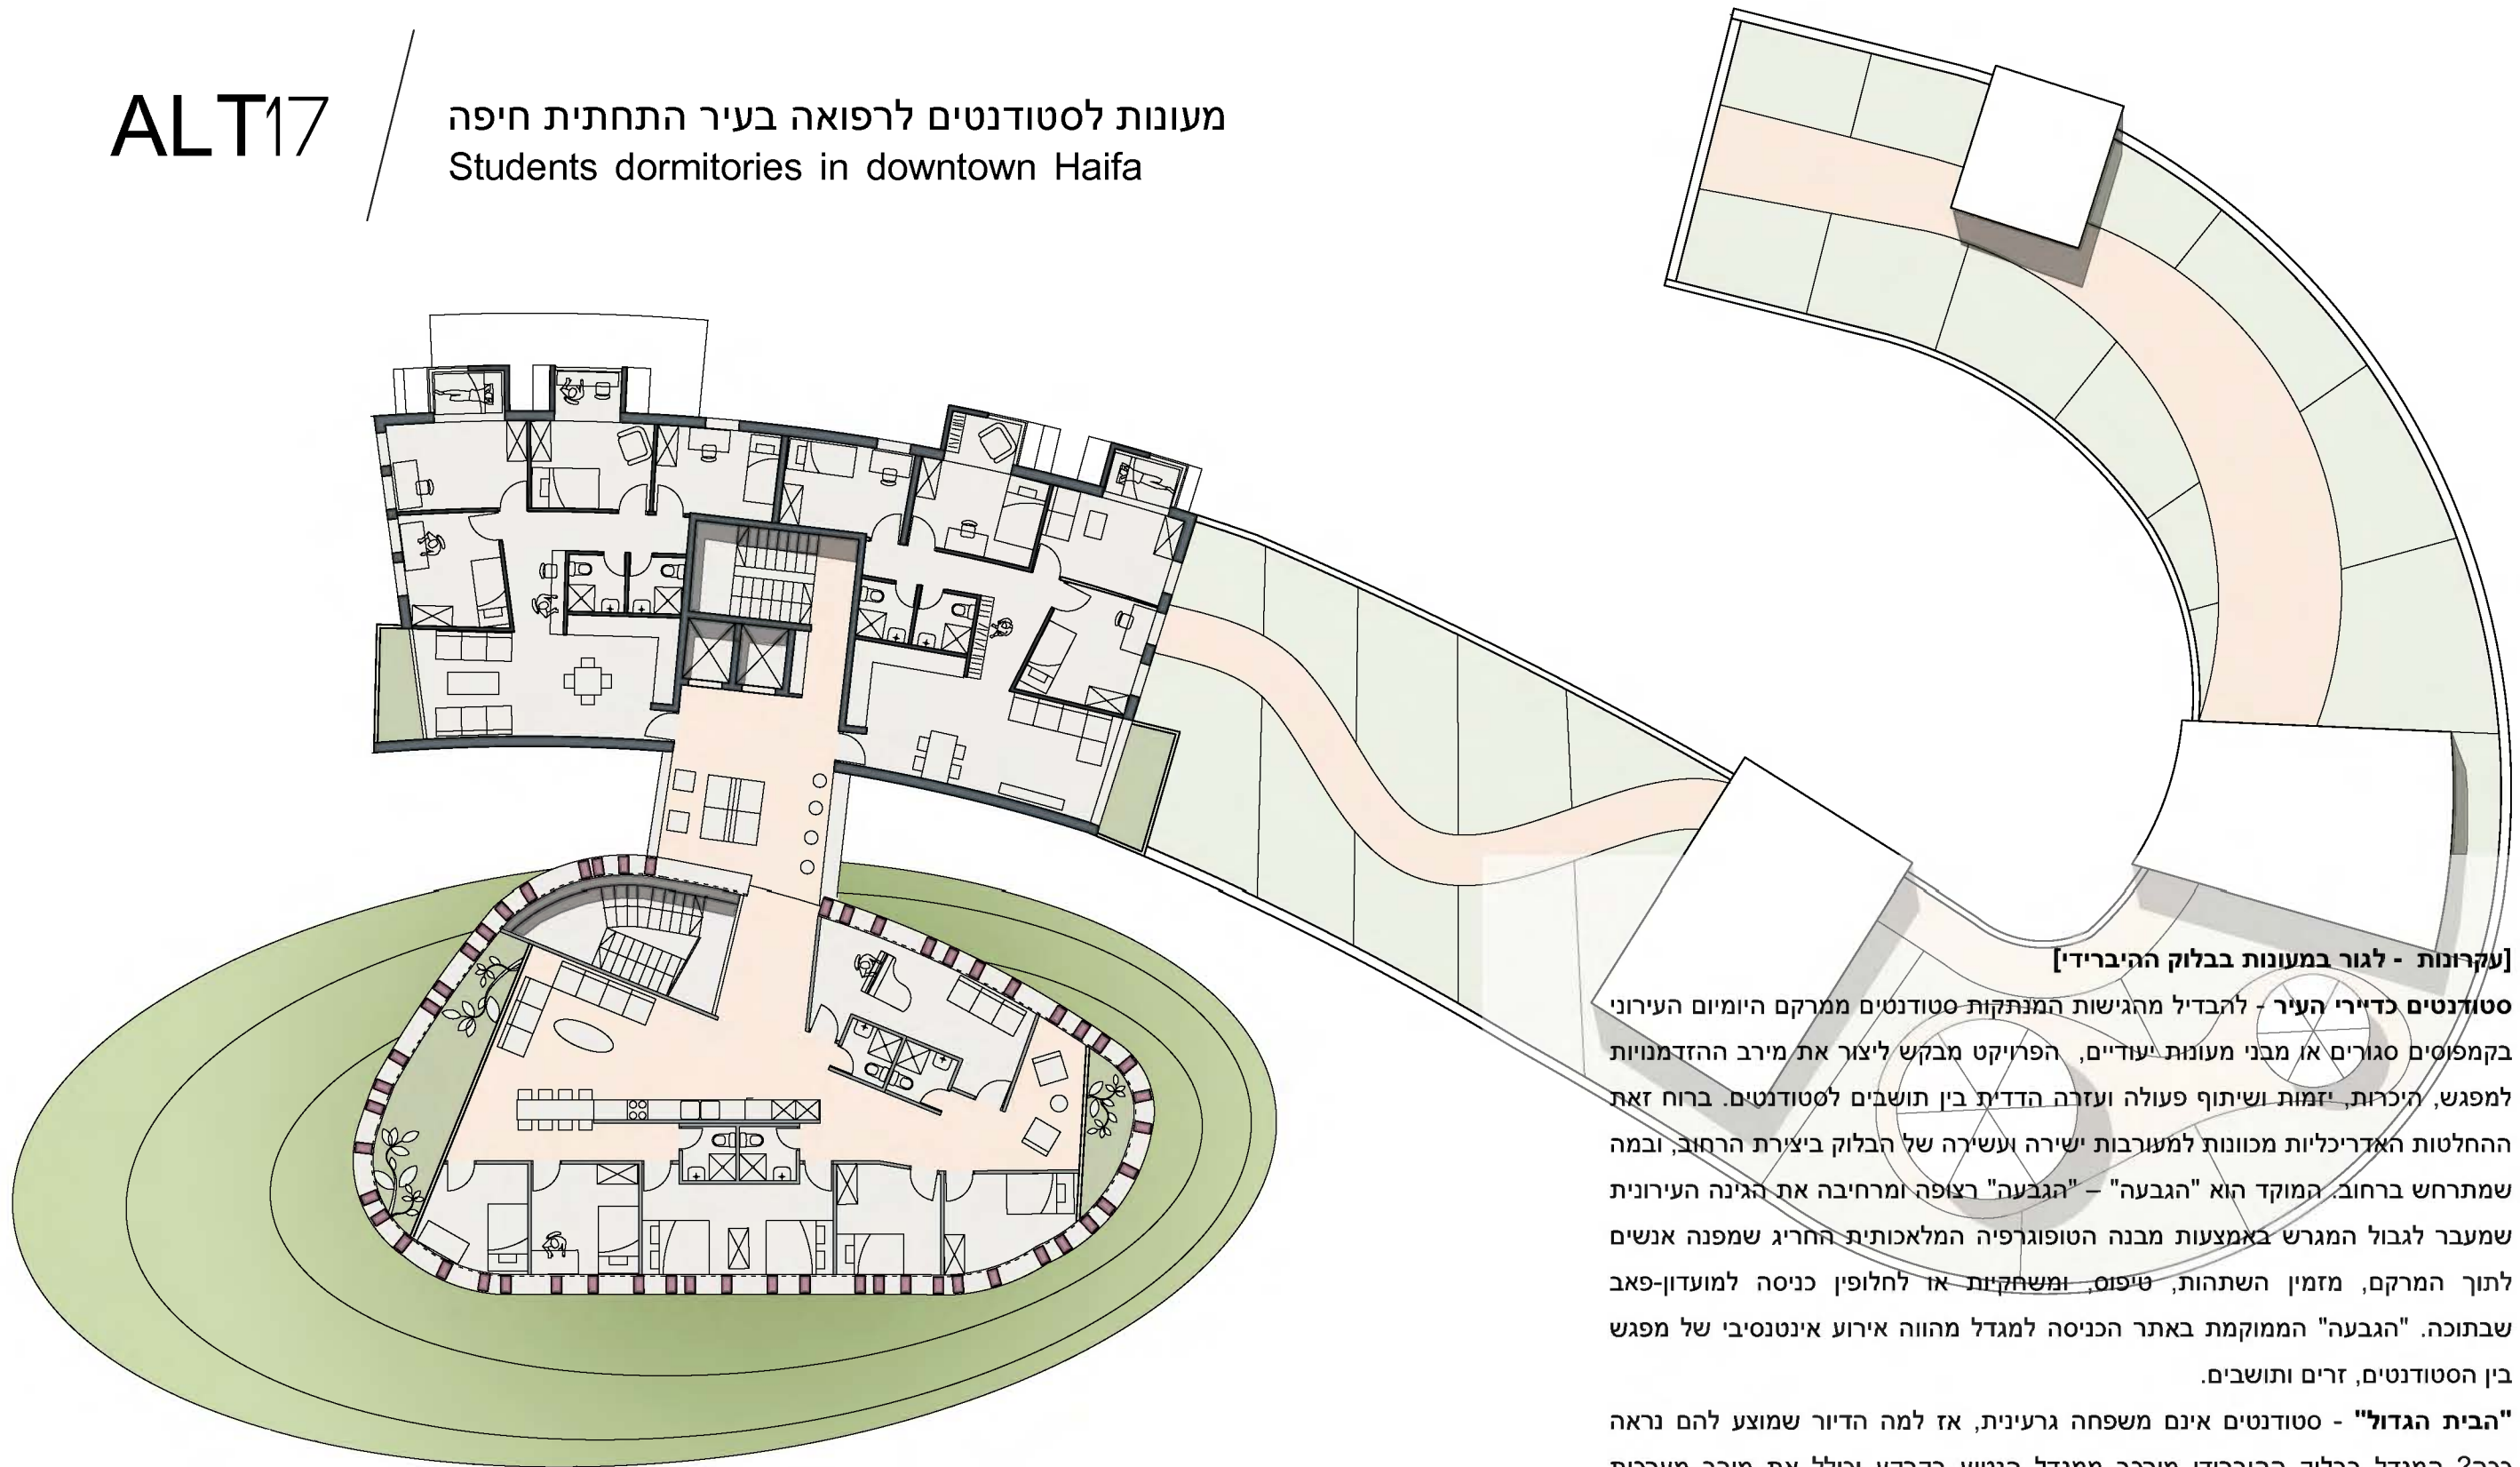 ALT17
מעונות לסטודנטים לרפואה בעיר התחתית חיפה
Students dormitories in downtown Haifa
[עקרונות - לגור במעונות בבלוק ההיברידי]
סטודנטים כדיירי העיר - להבדיל מהגישות המנתקות סטודנטים ממרקם היומיום העירוני
בקמפוסים סגורים או מבני מעונות יעודיים, הפרויקט מבקש ליצור את מירב ההזדמנויות
למפגש, היכרות, יזמות ושיתוף פעולה ועזרה הדדית בין תושבים לסטודנטים. ברוח זאת
ההחלטות האדריכליות מכוונות למעורבות ישירה ועשירה של הבלוק ביצירת הרחוב, ובמה
שמתרחש ברחוב. המוקד הוא "הגבעה" – "הגבעה" רצופה ומרחיבה את הגינה העירונית
שמעבר לגבול המגרש באמצעות מבנה הטופוגרפיה המלאכותית החריג שמפנה אנשים
לתוך המרקם, מזמין השתהות, טיפוס, ומשחקיות או לחלופין כניסה למועדון-פאב
שבתוכה. "הגבעה" הממוקמת באתר הכניסה למגדל מהווה אירוע אינטנסיבי של מפגש
בין הסטודנטים, זרים ותושבים.
"הבית הגדול" - סטודנטים אינם משפחה גרעינית, אז למה הדיור שמוצע להם נראה